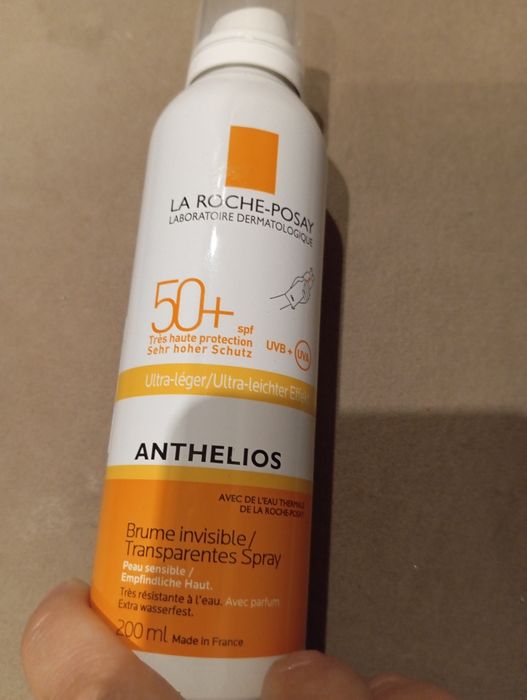 LA ROCHE-POSAY
LABORATOIRE DERMATOLOGIQUE
50+ spf
Très haute protection
Sehr hoher Schutz
UVB + UVA
Ultra-léger/Ultra-leichter Effekt
ANTHELIOS
AVEC DE L'EAU THERMALE
DE LA ROCHE-POSAY
Brume invisible/
Transparentes Spray
Peau sensible /
Empfindliche Haut.
Très résistante à l'eau. Avec parfum
Extra wasserfest.
200 ml Made in France